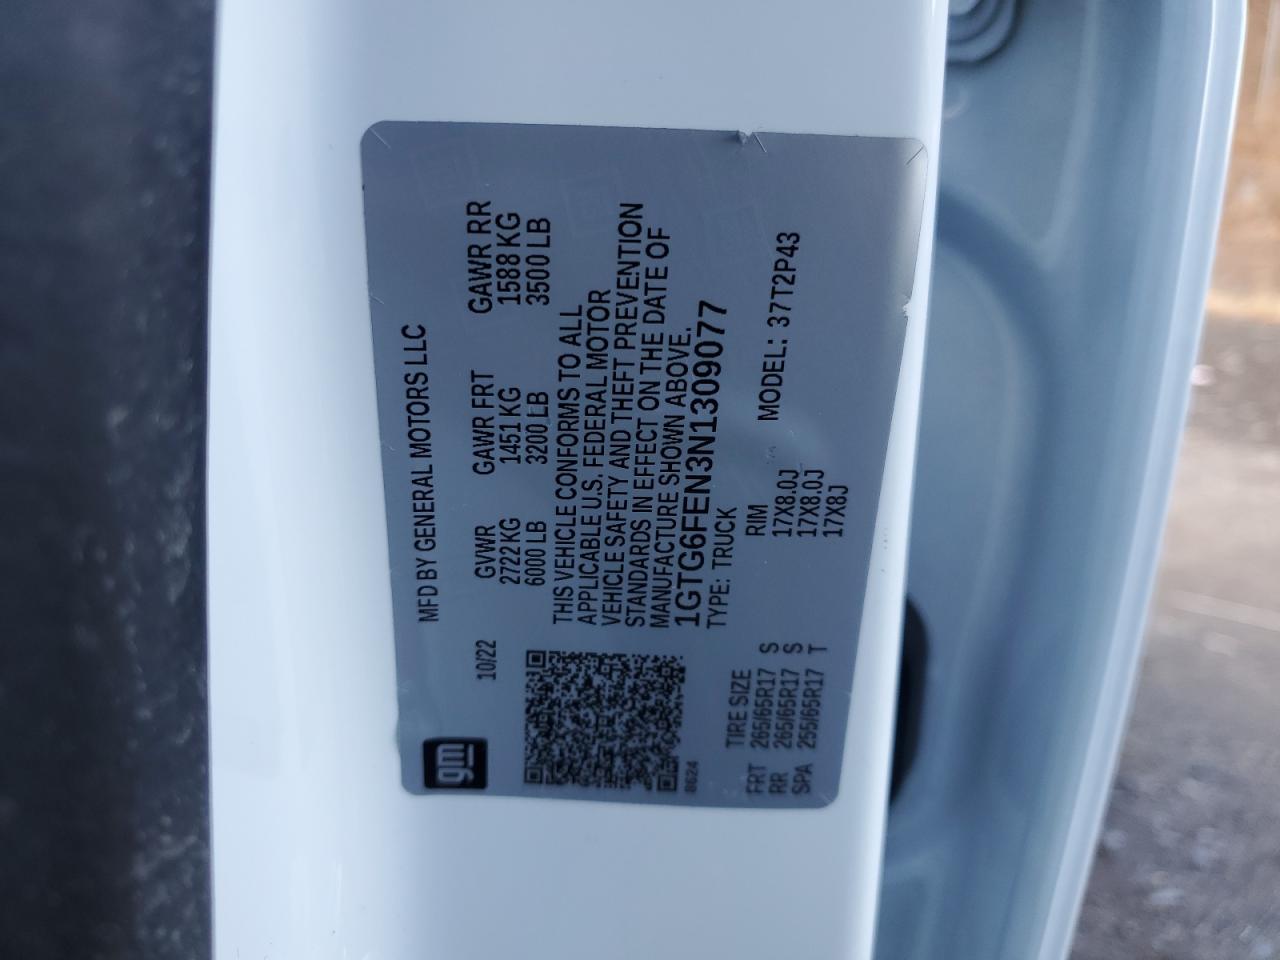 gm
10/22
MFD BY GENERAL MOTORS LLC
GVWR GAWR FRT GAWR RR
2722 KG 1451 KG 1588 KG
6000 LB 3200 LB 3500 LB
THIS VEHICLE CONFORMS TO ALL
APPLICABLE U.S. FEDERAL MOTOR
VEHICLE SAFETY AND THEFT PREVENTION
STANDARDS IN EFFECT ON THE DATE OF
MANUFACTURE SHOWN ABOVE.
1GTG6FEN3N1309077
TYPE: TRUCK MODEL: 37T2P43
8624
TIRE SIZE RIM
FRT 265/65R17 S 17X8.0J
RR 265/65R17 S 17X8.0J
SPA 255/65R17 T 17X8J